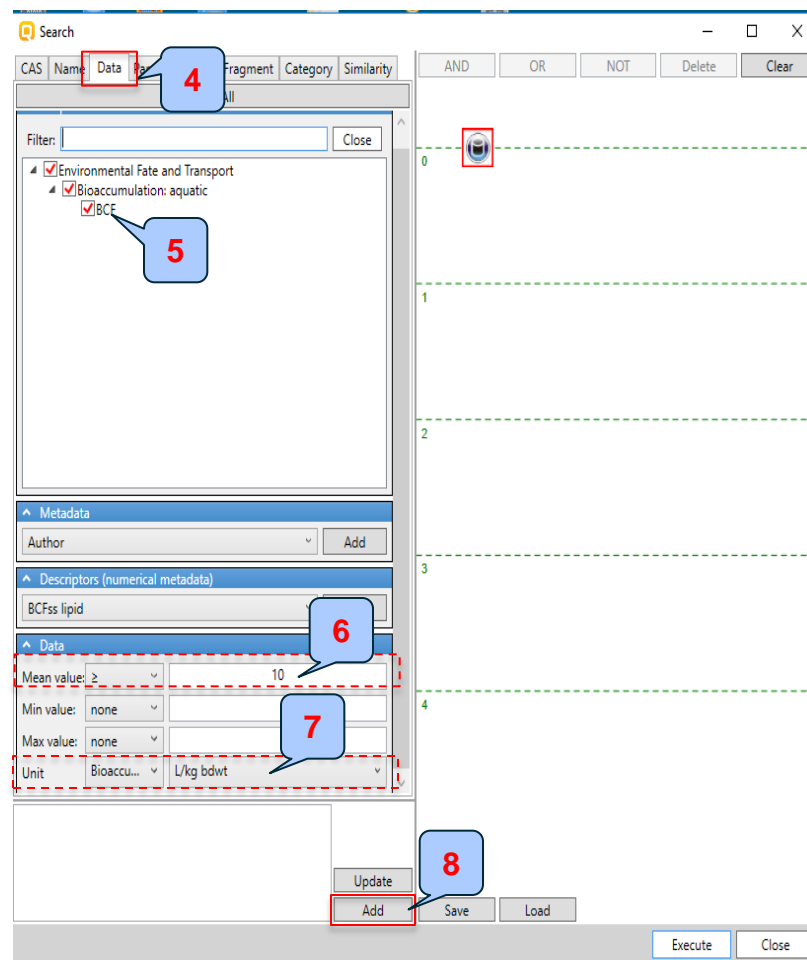 Search
CAS Name Data Fragment Category Similarity
AND OR NOT Delete Clear
4
All
Filter: Close
Environmental Fate and Transport
Bioaccumulation: aquatic
BCF
5
0
1
2
3
4
Metadata
Author Add
Descriptors (numerical metadata)
BCFss lipid
6
Data
Mean value: ≥ 10
Min value: none
7
Max value: none
Unit Bioaccu... L/kg bdwt
8
Update
Add Save Load
Execute Close